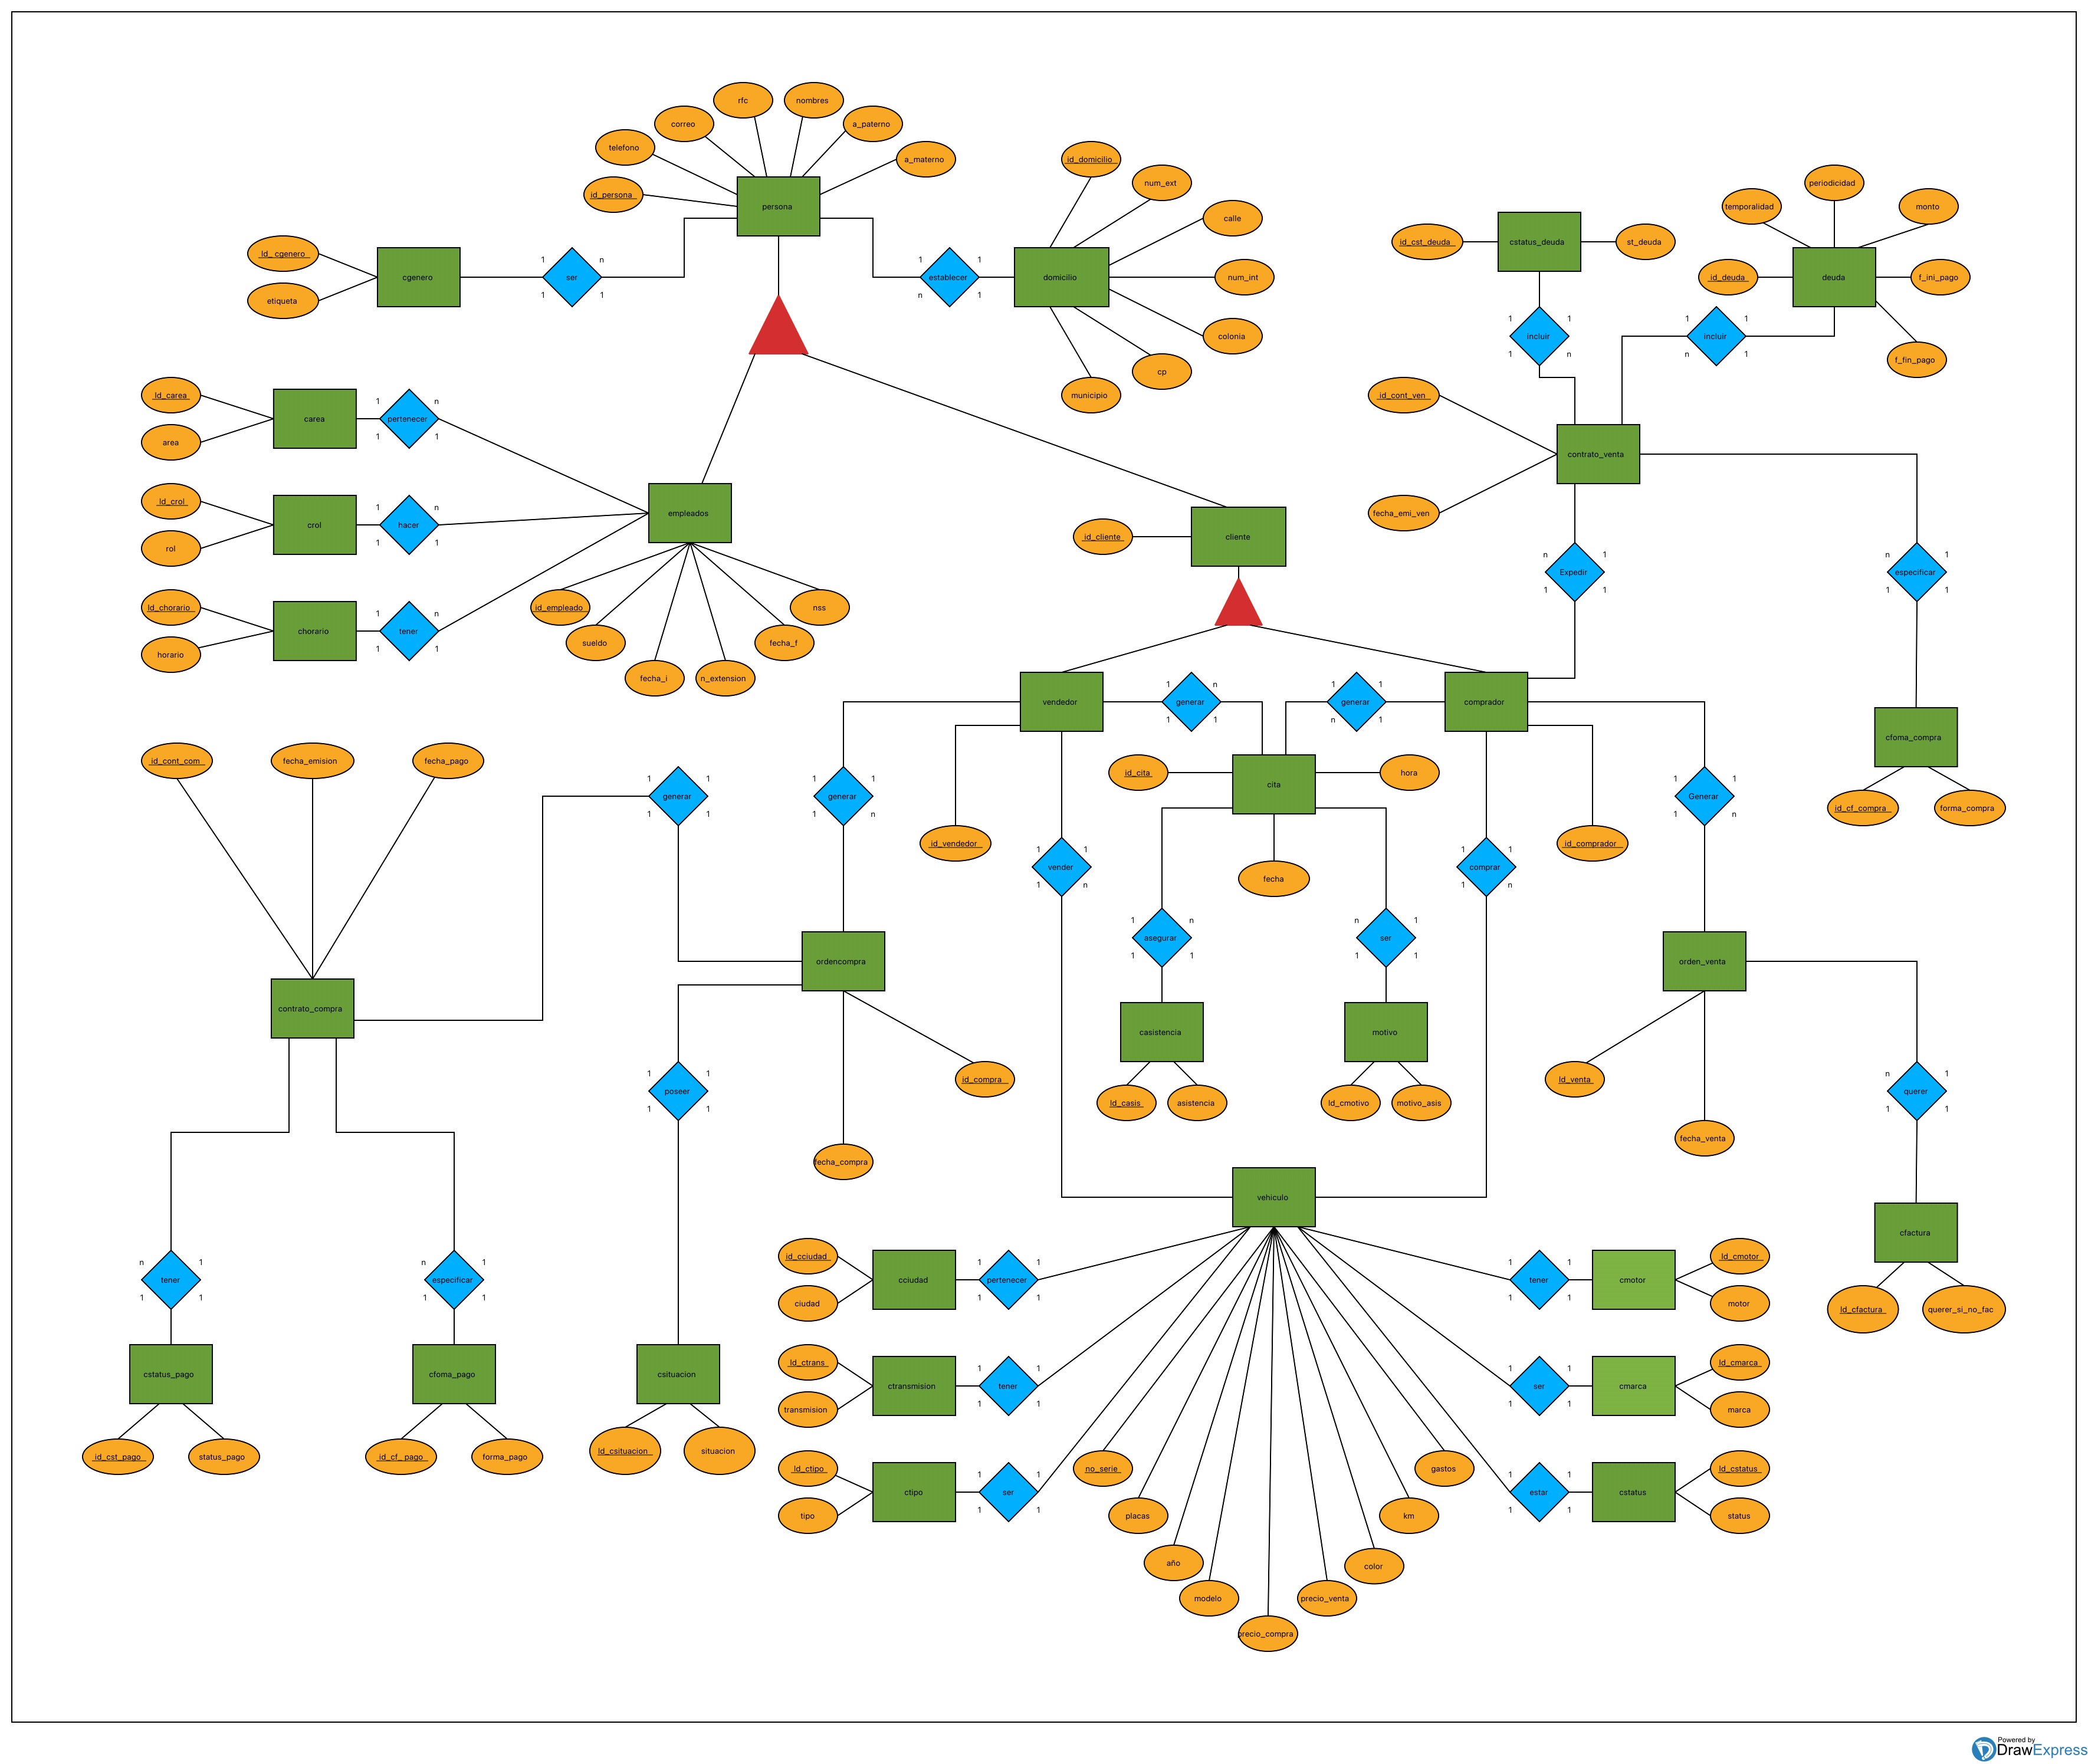 rfc
nombres
correo
a_paterno
telefono
a_materno
id_persona
persona
id_domicilio
num_ext
calle
num_int
colonia
cp
municipio
domicilio
1 1
establecer
n 1
Id_ cgenero
etiqueta
cgenero
1 n
ser
1 1
id_cst_deuda
cstatus_deuda
st_deuda
periodicidad
temporalidad
monto
id_deuda
deuda
f_ini_pago
f_fin_pago
1 1
incluir
1 n
1 1
incluir
n 1
Id_carea
area
carea
1 n
pertenecer
1 1
Id_crol
rol
crol
1 n
hacer
1 1
Id_chorario
horario
chorario
1 n
tener
1 1
empleados
id_empleado
sueldo
fecha_i
n_extension
fecha_f
nss
id_cliente
cliente
id_cont_ven
fecha_emi_ven
contrato_venta
n 1
Expedir
1 1
n 1
especificar
1 1
cfoma_compra
id_cf_compra
forma_compra
vendedor
1 n
generar
1 1
1 1
generar
n 1
comprador
id_cita
cita
hora
fecha
id_vendedor
id_comprador
1 1
vender
1 n
1 1
comprar
1 n
1 1
Generar
1 n
id_cont_com
fecha_emision
fecha_pago
1 1
generar
1 1
1 1
generar
1 n
1 n
asegurar
1 1
n 1
ser
1 1
contrato_compra
ordencompra
orden_venta
casistencia
motivo
Id_casis
asistencia
Id_cmotivo
motivo_asis
id_compra
fecha_compra
1 1
poseer
1 1
Id_venta
fecha_venta
n 1
querer
1 1
cfactura
Id_cfactura
querer_si_no_fac
vehiculo
n 1
tener
1 1
n 1
especificar
1 1
cstatus_pago
id_cst_pago
status_pago
cfoma_pago
id_cf_ pago
forma_pago
csituacion
Id_csituacion
situacion
id_cciudad
ciudad
cciudad
1 1
pertenecer
1 1
Id_ctrans
transmision
ctransmision
1 1
tener
1 1
Id_ctipo
tipo
ctipo
1 1
ser
1 1
no_serie
placas
año
modelo
precio_compra
precio_venta
color
km
gastos
1 1
tener
1 1
cmotor
Id_cmotor
motor
1 1
ser
1 1
cmarca
Id_cmarca
marca
1 1
estar
1 1
cstatus
Id_cstatus
status
Powered by
DrawExpress